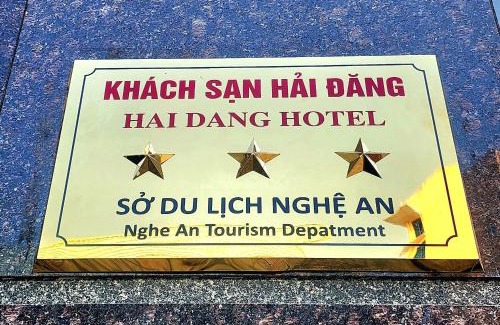 KHÁCH SẠN HẢI ĐĂNG
HAI DANG HOTEL
SỞ DU LỊCH NGHỆ AN
Nghe An Tourism Depatment